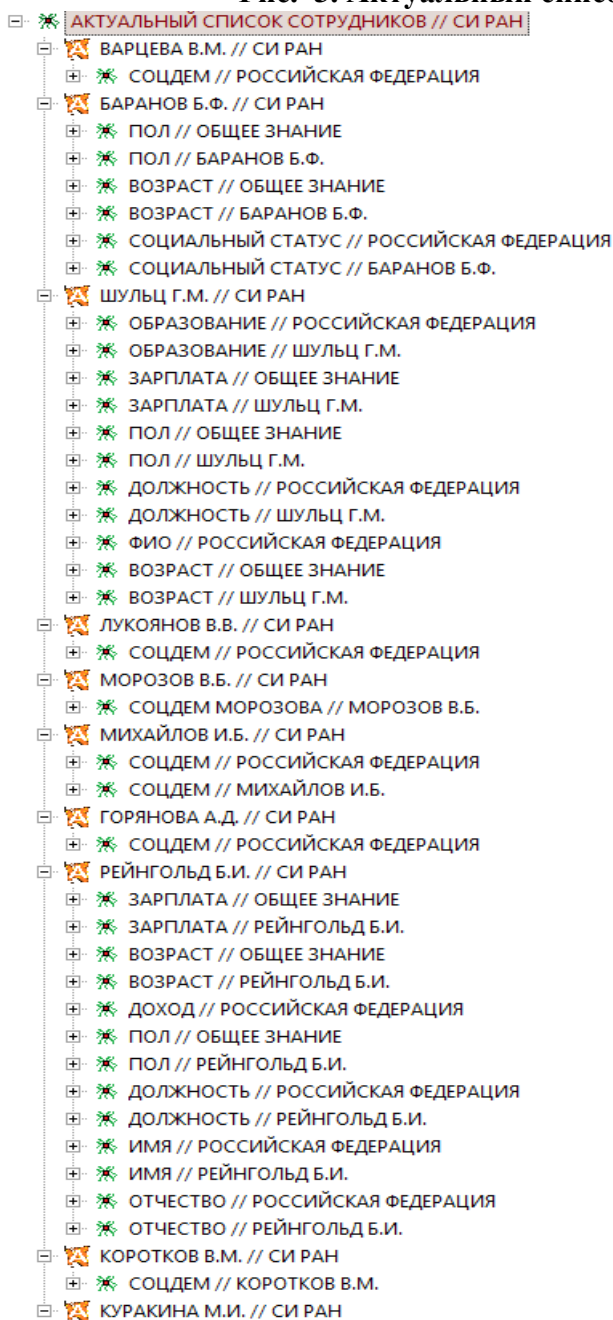 Рис. 3. Актуальный список
АКТУАЛЬНЫЙ СПИСОК СОТРУДНИКОВ // СИ РАН
ВАРЦЕВА В.М. // СИ РАН
СОЦДЕМ // РОССИЙСКАЯ ФЕДЕРАЦИЯ
БАРАНОВ Б.Ф. // СИ РАН
ПОЛ // ОБЩЕЕ ЗНАНИЕ
ПОЛ // БАРАНОВ Б.Ф.
ВОЗРАСТ // ОБЩЕЕ ЗНАНИЕ
ВОЗРАСТ // БАРАНОВ Б.Ф.
СОЦИАЛЬНЫЙ СТАТУС // РОССИЙСКАЯ ФЕДЕРАЦИЯ
СОЦИАЛЬНЫЙ СТАТУС // БАРАНОВ Б.Ф.
ШУЛЬЦ Г.М. // СИ РАН
ОБРАЗОВАНИЕ // РОССИЙСКАЯ ФЕДЕРАЦИЯ
ОБРАЗОВАНИЕ // ШУЛЬЦ Г.М.
ЗАРПЛАТА // ОБЩЕЕ ЗНАНИЕ
ЗАРПЛАТА // ШУЛЬЦ Г.М.
ПОЛ // ОБЩЕЕ ЗНАНИЕ
ПОЛ // ШУЛЬЦ Г.М.
ДОЛЖНОСТЬ // РОССИЙСКАЯ ФЕДЕРАЦИЯ
ДОЛЖНОСТЬ // ШУЛЬЦ Г.М.
ФИО // РОССИЙСКАЯ ФЕДЕРАЦИЯ
ВОЗРАСТ // ОБЩЕЕ ЗНАНИЕ
ВОЗРАСТ // ШУЛЬЦ Г.М.
ЛУКОЯНОВ В.В. // СИ РАН
СОЦДЕМ // РОССИЙСКАЯ ФЕДЕРАЦИЯ
МОРОЗОВ В.Б. // СИ РАН
СОЦДЕМ МОРОЗОВА // МОРОЗОВ В.Б.
МИХАЙЛОВ И.Б. // СИ РАН
СОЦДЕМ // РОССИЙСКАЯ ФЕДЕРАЦИЯ
СОЦДЕМ // МИХАЙЛОВ И.Б.
ГОРЯНОВА А.Д. // СИ РАН
СОЦДЕМ // РОССИЙСКАЯ ФЕДЕРАЦИЯ
РЕЙНГОЛЬД Б.И. // СИ РАН
ЗАРПЛАТА // ОБЩЕЕ ЗНАНИЕ
ЗАРПЛАТА // РЕЙНГОЛЬД Б.И.
ВОЗРАСТ // ОБЩЕЕ ЗНАНИЕ
ВОЗРАСТ // РЕЙНГОЛЬД Б.И.
ДОХОД // РОССИЙСКАЯ ФЕДЕРАЦИЯ
ПОЛ // ОБЩЕЕ ЗНАНИЕ
ПОЛ // РЕЙНГОЛЬД Б.И.
ДОЛЖНОСТЬ // РОССИЙСКАЯ ФЕДЕРАЦИЯ
ДОЛЖНОСТЬ // РЕЙНГОЛЬД Б.И.
ИМЯ // РОССИЙСКАЯ ФЕДЕРАЦИЯ
ИМЯ // РЕЙНГОЛЬД Б.И.
ОТЧЕСТВО // РОССИЙСКАЯ ФЕДЕРАЦИЯ
ОТЧЕСТВО // РЕЙНГОЛЬД Б.И.
КОРОТКОВ В.М. // СИ РАН
СОЦДЕМ // КОРОТКОВ В.М.
КУРАКИНА М.И. // СИ РАН